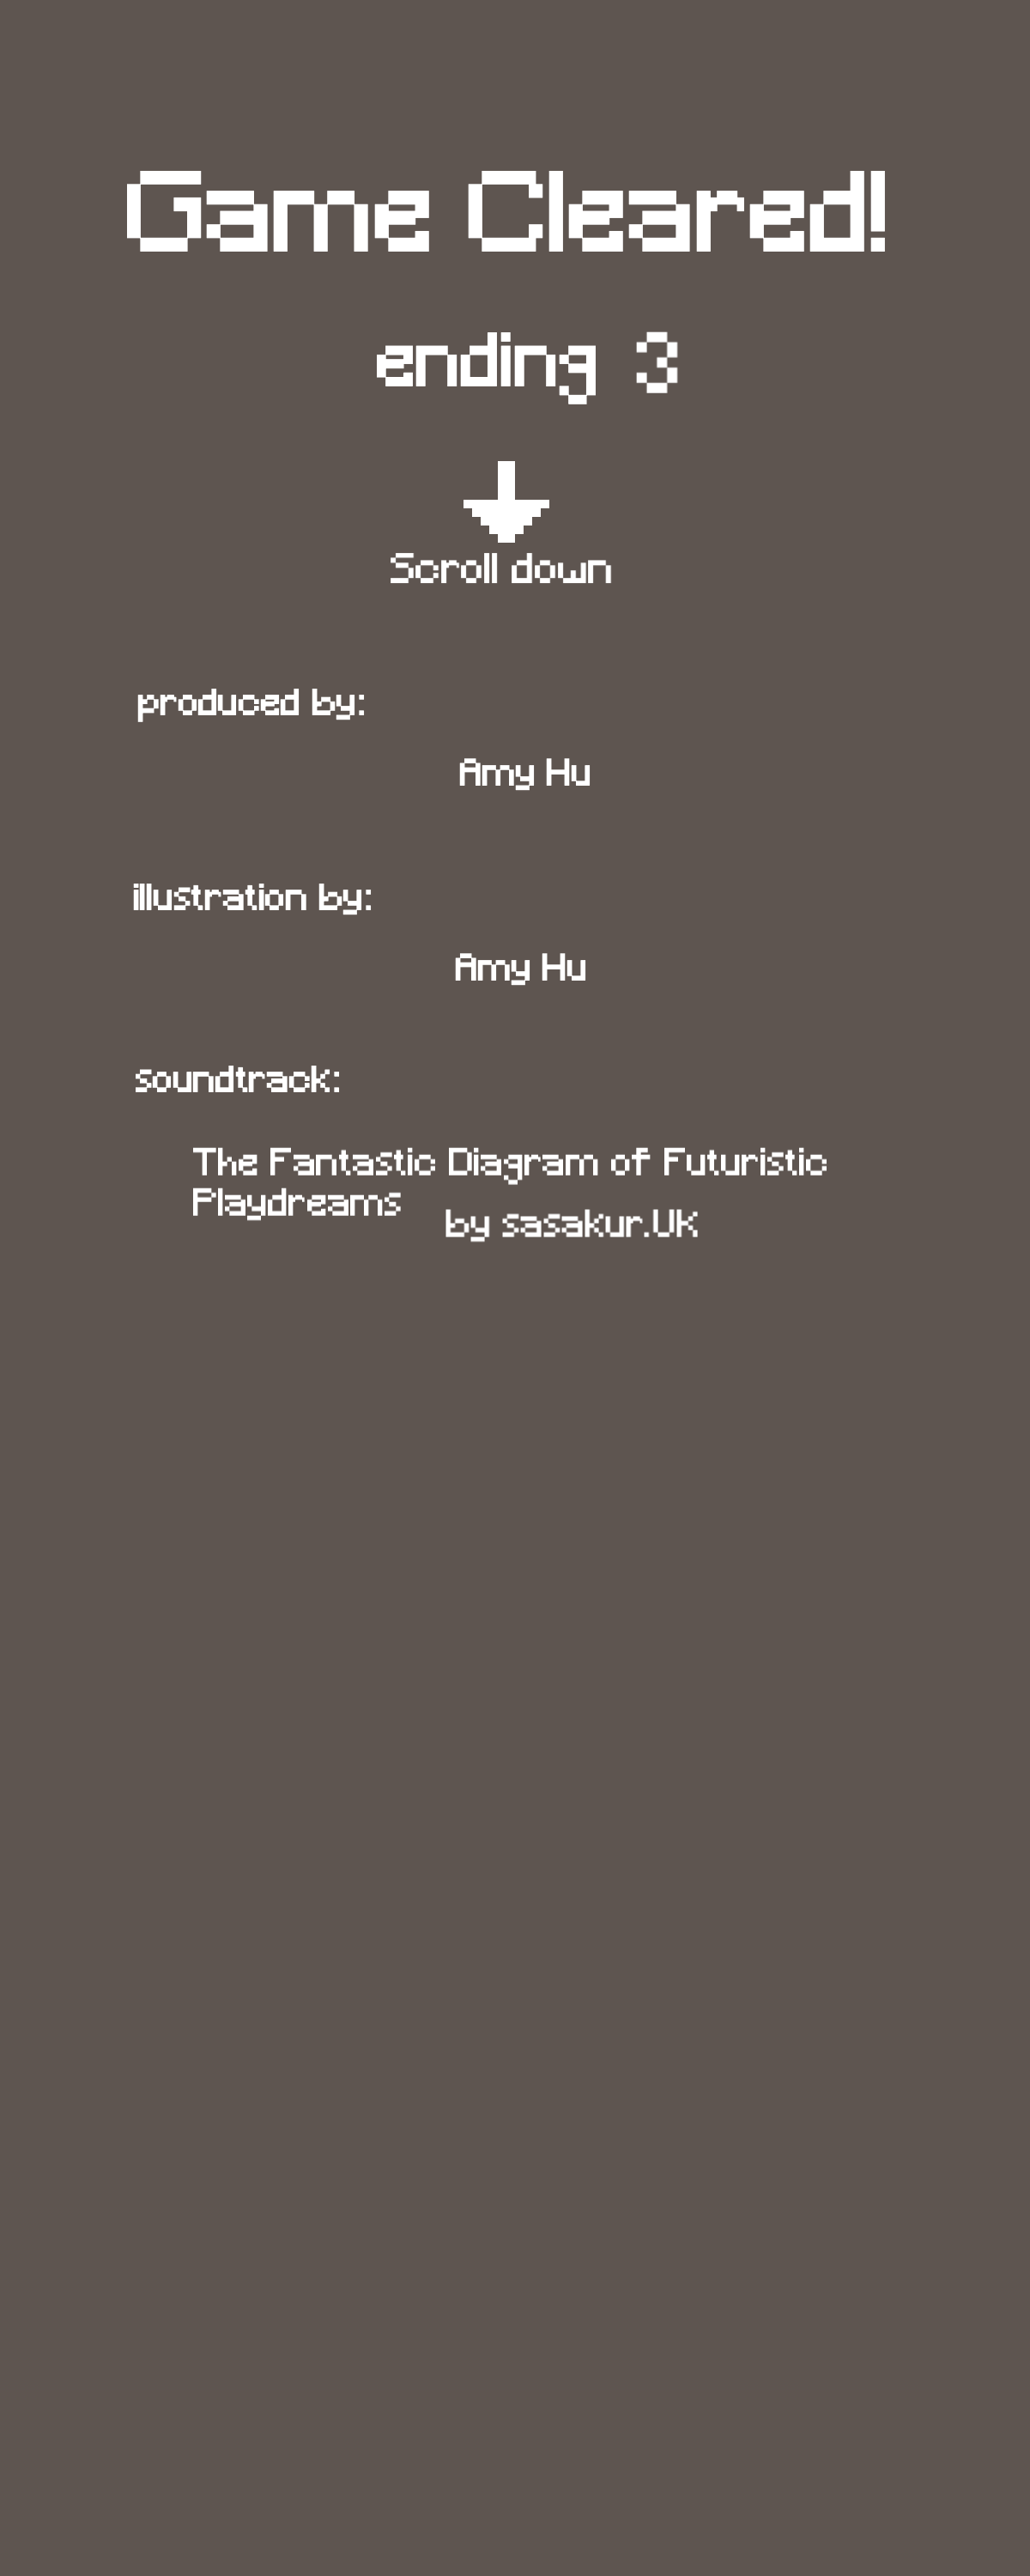 Game Cleared!
ending 3
Scroll down
produced by:
Amy Hu
illustration by:
Amy Hu
soundtrack:
The Fantastic Diagram of Futuristic
Playdreams
by sasakur.UK